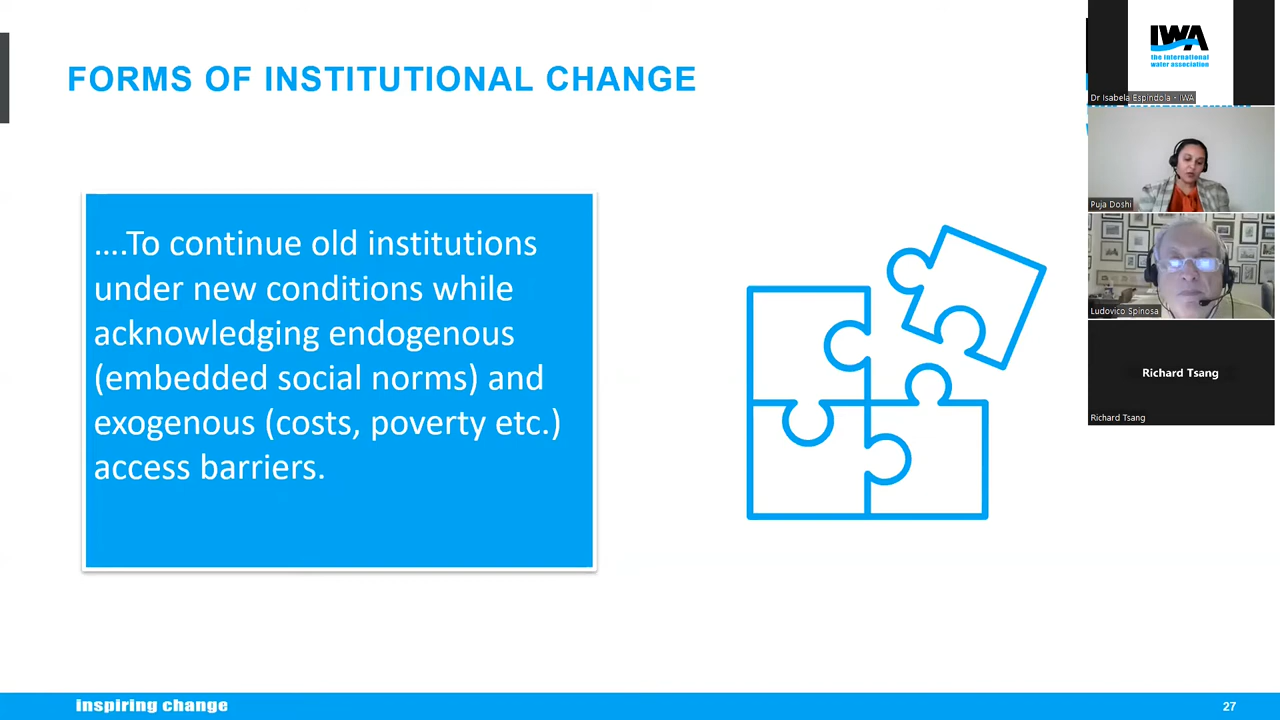 FORMS OF INSTITUTIONAL CHANGE
....To continue old institutions
under new conditions while
acknowledging endogenous
(embedded social norms) and
exogenous (costs, poverty etc.)
access barriers.
inspiring change
27
IWA
the international
water association
Dr Isabela Espindola - IWA
Puja Doshi
Ludovico Spinosa
Richard Tsang
Richard Tsang